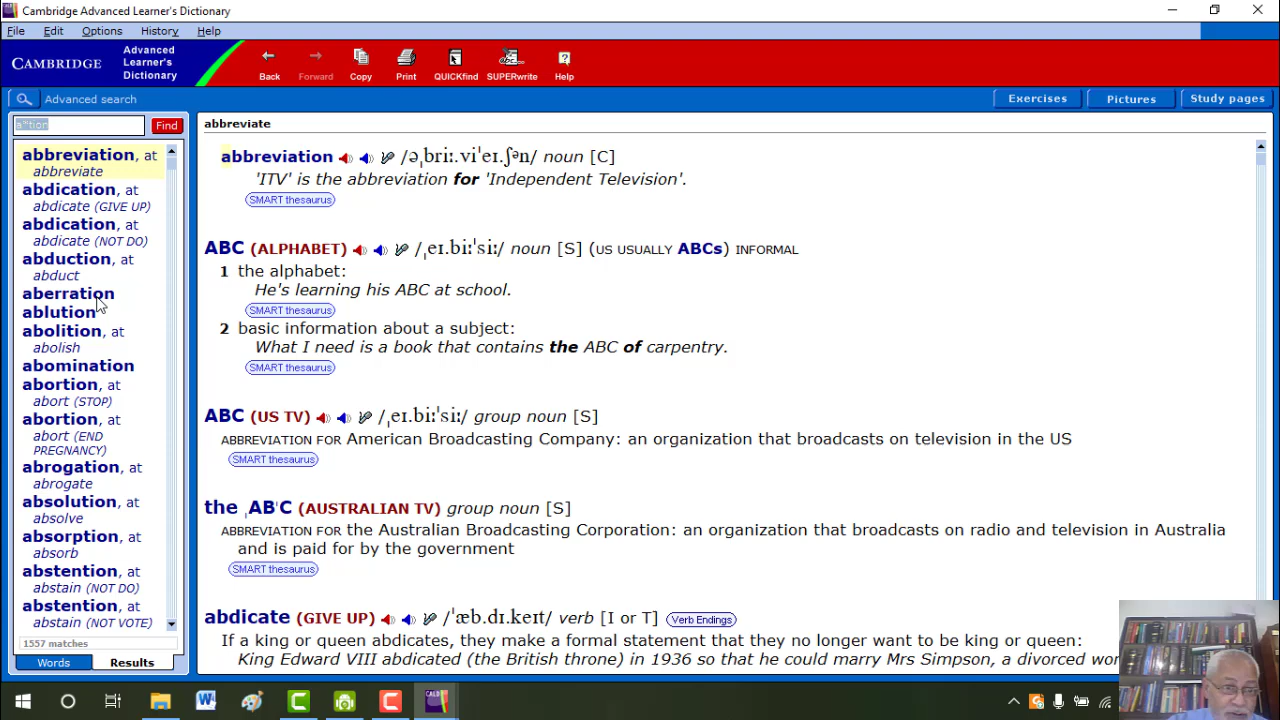 Cambridge Advanced Learner's Dictionary
File Edit Options History Help
CAMBRIDGE
Advanced
Learner's
Dictionary
Back Forward Copy Print QUICKfind SUPERwrite Help
Advanced search
Exercises Pictures Study pages
a*tion Find
abbreviation, at
abbreviate
abdication, at
abdicate (GIVE UP)
abdication, at
abdicate (NOT DO)
abduction, at
abduct
aberration
ablution
abolition, at
abolish
abomination
abortion, at
abort (STOP)
abortion, at
abort (END
PREGNANCY)
abrogation, at
abrogate
absolution, at
absolve
absorption, at
absorb
abstention, at
abstain (NOT DO)
abstention, at
abstain (NOT VOTE)
1557 matches
Words Results
abbreviate
abbreviation /əˌbriː.viˈeɪ.ʃᵊn/ noun [C]
'ITV' is the abbreviation for 'Independent Television'.
SMART thesaurus
ABC (ALPHABET) /ˌeɪ.biːˈsiː/ noun [S] (US USUALLY ABCs) INFORMAL
1 the alphabet:
He's learning his ABC at school.
SMART thesaurus
2 basic information about a subject:
What I need is a book that contains the ABC of carpentry.
SMART thesaurus
ABC (US TV) /ˌeɪ.biːˈsiː/ group noun [S]
ABBREVIATION FOR American Broadcasting Company: an organization that broadcasts on television in the US
SMART thesaurus
the ˌABˈC (AUSTRALIAN TV) group noun [S]
ABBREVIATION FOR the Australian Broadcasting Corporation: an organization that broadcasts on radio and television in Australia
and is paid for by the government
SMART thesaurus
abdicate (GIVE UP) /ˈæb.dɪ.keɪt/ verb [I or T] Verb Endings
If a king or queen abdicates, they make a formal statement that they no longer want to be king or queen:
King Edward VIII abdicated (the British throne) in 1936 so that he could marry Mrs Simpson, a divorced
CALD